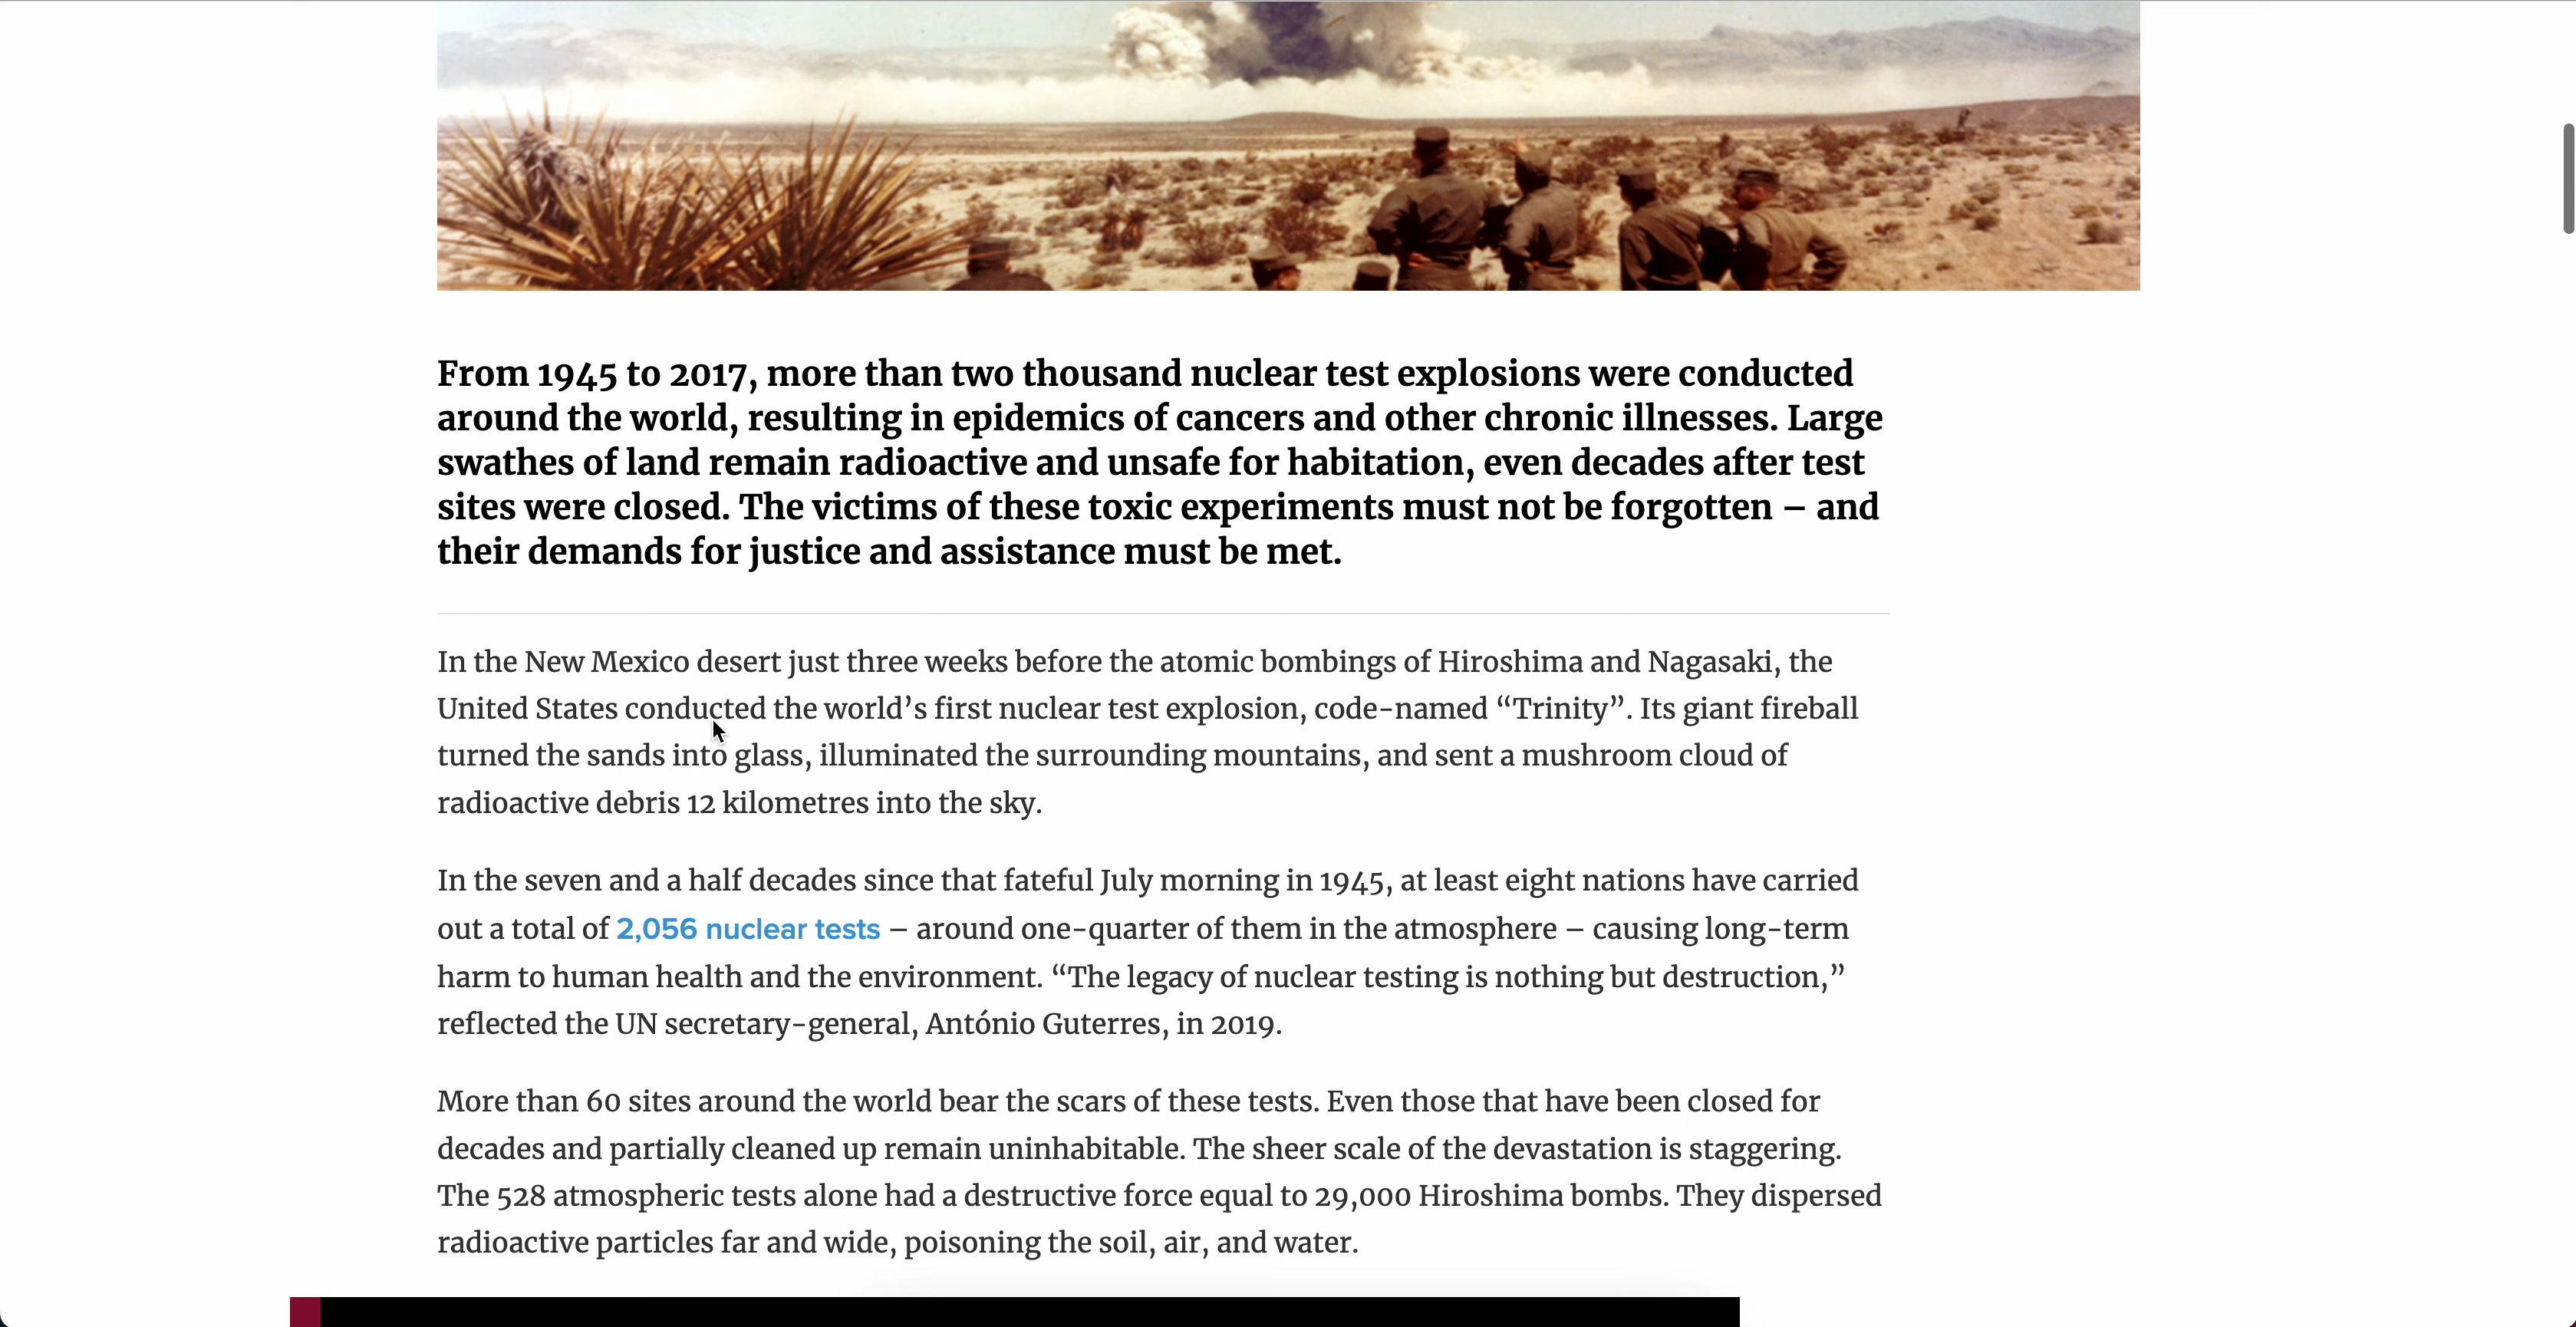 From 1945 to 2017, more than two thousand nuclear test explosions were conducted
around the world, resulting in epidemics of cancers and other chronic illnesses. Large
swathes of land remain radioactive and unsafe for habitation, even decades after test
sites were closed. The victims of these toxic experiments must not be forgotten – and
their demands for justice and assistance must be met.
In the New Mexico desert just three weeks before the atomic bombings of Hiroshima and Nagasaki, the
United States conducted the world’s first nuclear test explosion, code-named “Trinity”. Its giant fireball
turned the sands into glass, illuminated the surrounding mountains, and sent a mushroom cloud of
radioactive debris 12 kilometres into the sky.
In the seven and a half decades since that fateful July morning in 1945, at least eight nations have carried
out a total of 2,056 nuclear tests – around one-quarter of them in the atmosphere – causing long-term
harm to human health and the environment. “The legacy of nuclear testing is nothing but destruction,”
reflected the UN secretary-general, António Guterres, in 2019.
More than 60 sites around the world bear the scars of these tests. Even those that have been closed for
decades and partially cleaned up remain uninhabitable. The sheer scale of the devastation is staggering.
The 528 atmospheric tests alone had a destructive force equal to 29,000 Hiroshima bombs. They dispersed
radioactive particles far and wide, poisoning the soil, air, and water.